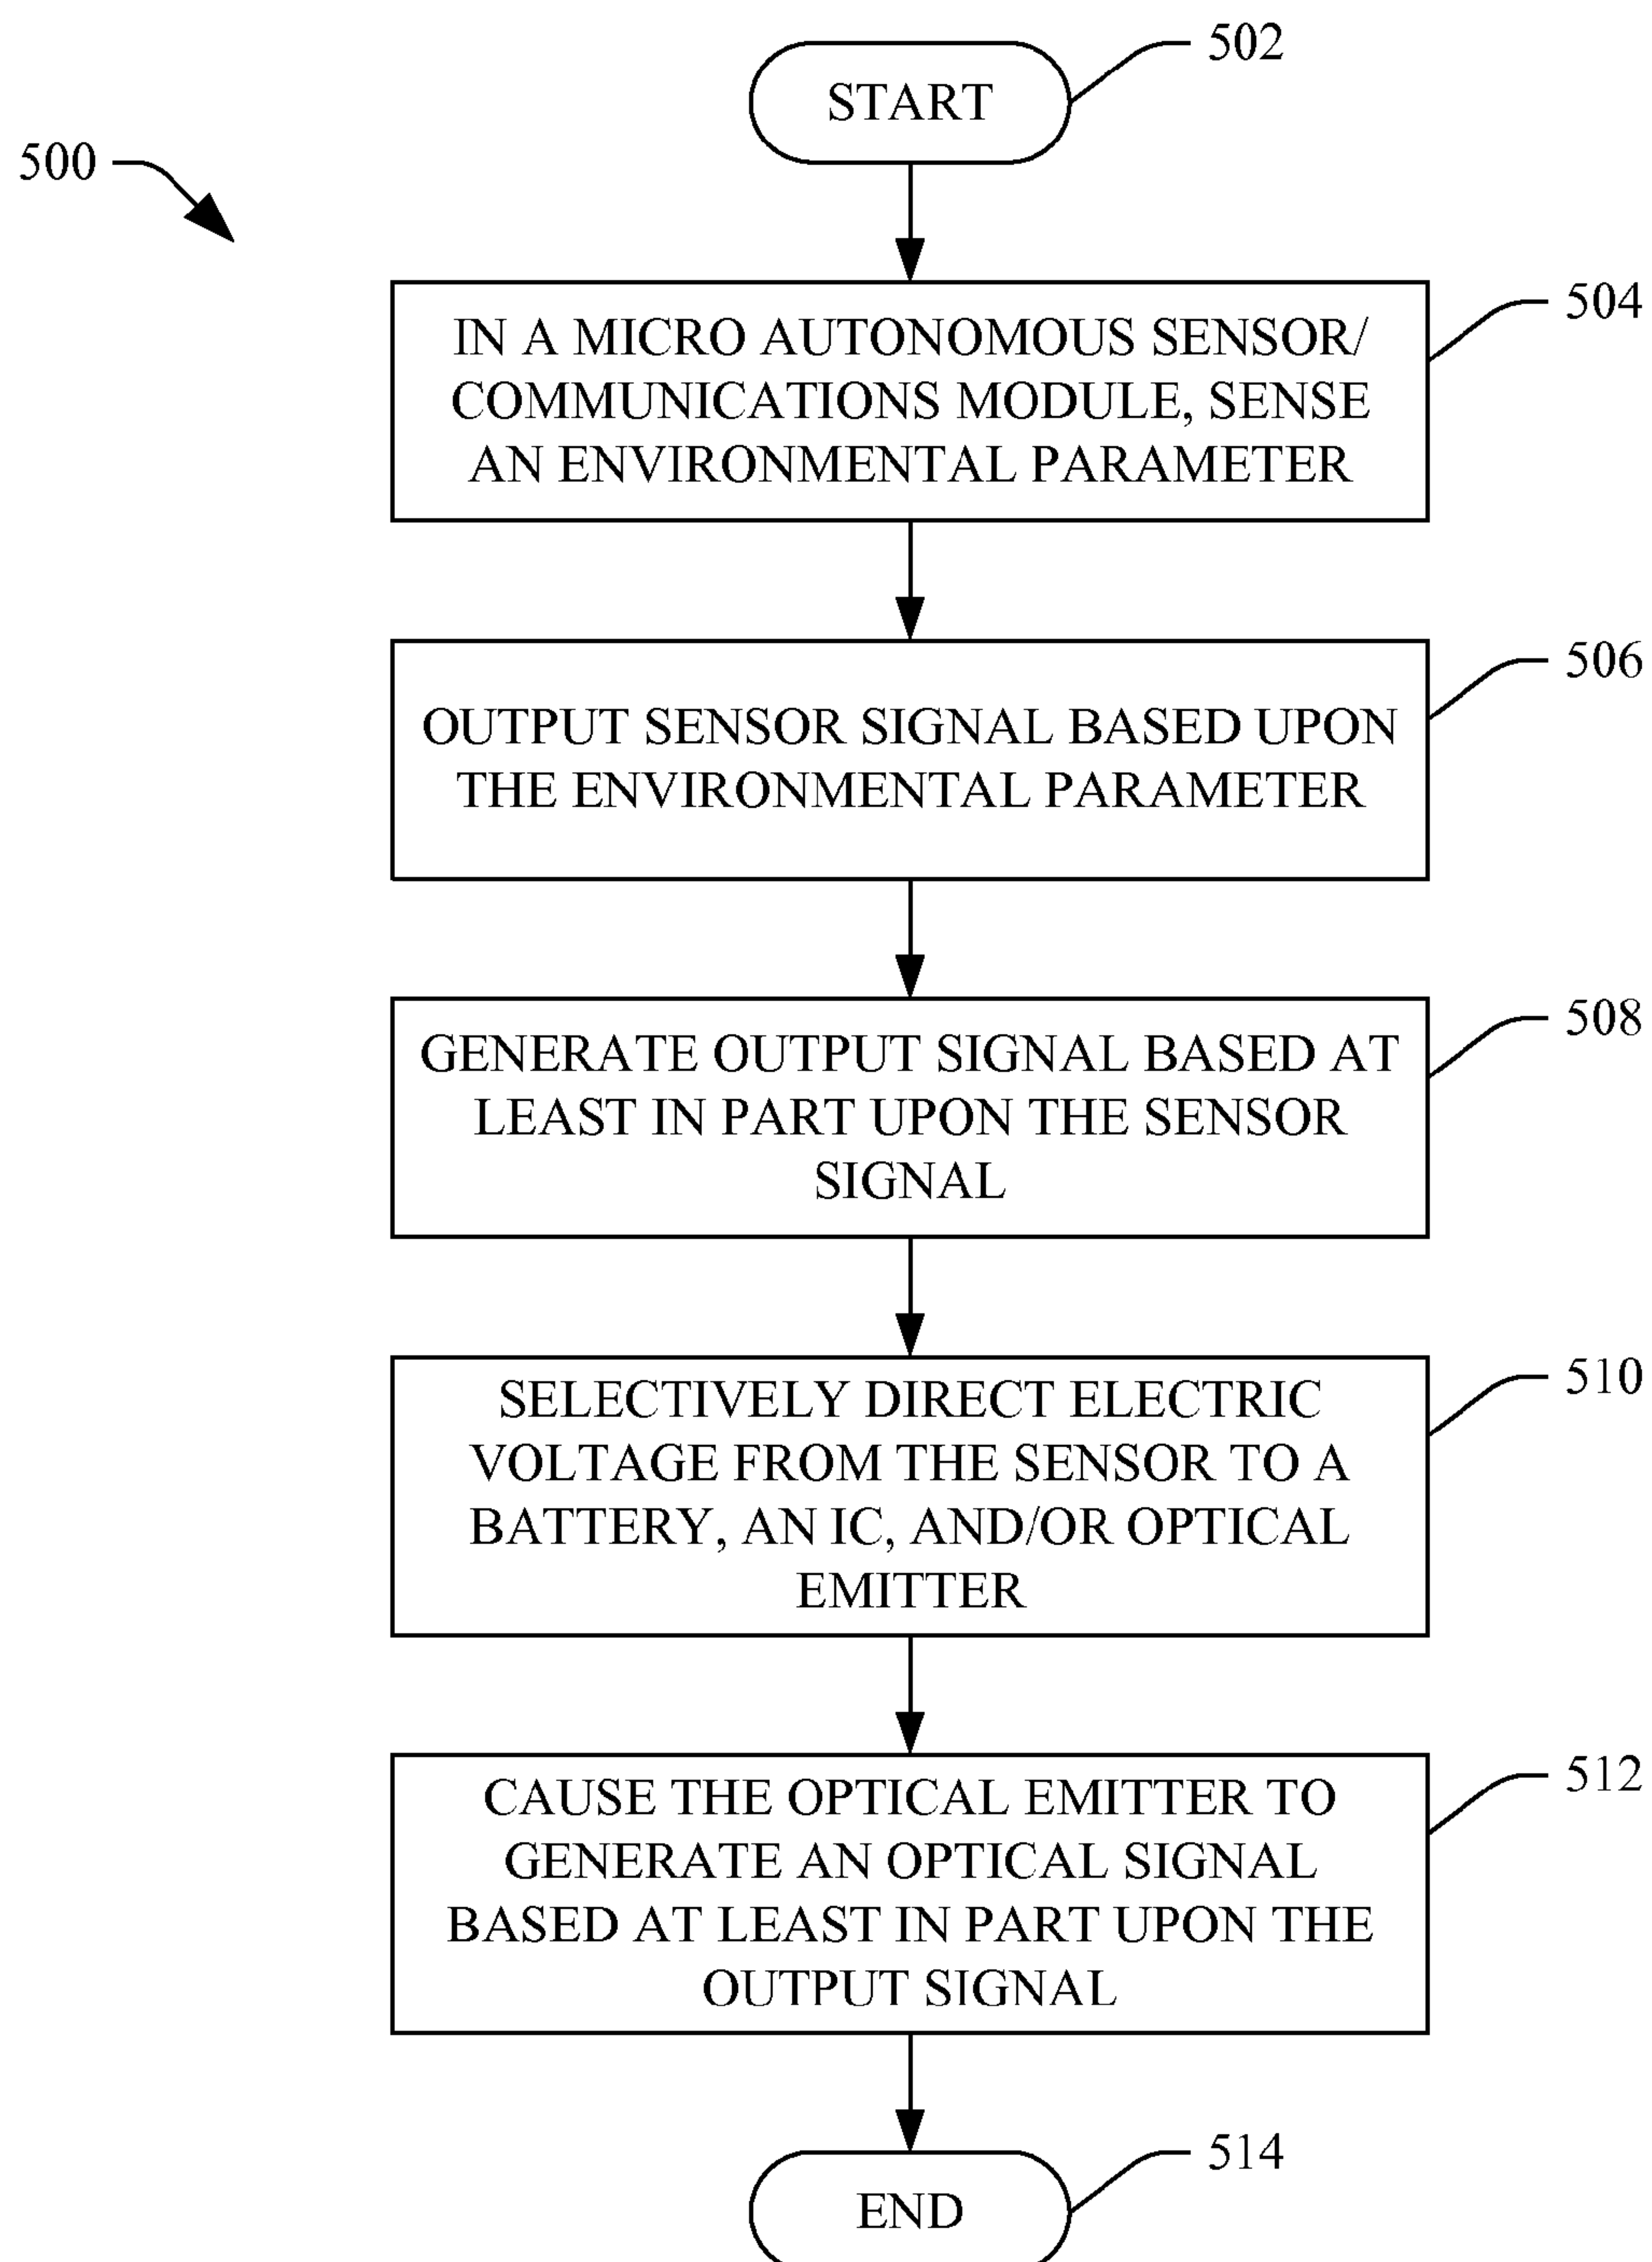 502
START
500
504
IN A MICRO AUTONOMOUS SENSOR/
COMMUNICATIONS MODULE, SENSE
AN ENVIRONMENTAL PARAMETER
506
OUTPUT SENSOR SIGNAL BASED UPON
THE ENVIRONMENTAL PARAMETER
508
GENERATE OUTPUT SIGNAL BASED AT
LEAST IN PART UPON THE SENSOR
SIGNAL
510
SELECTIVELY DIRECT ELECTRIC
VOLTAGE FROM THE SENSOR TO A
BATTERY, AN IC, AND/OR OPTICAL
EMITTER
512
CAUSE THE OPTICAL EMITTER TO
GENERATE AN OPTICAL SIGNAL
BASED AT LEAST IN PART UPON THE
OUTPUT SIGNAL
514
END